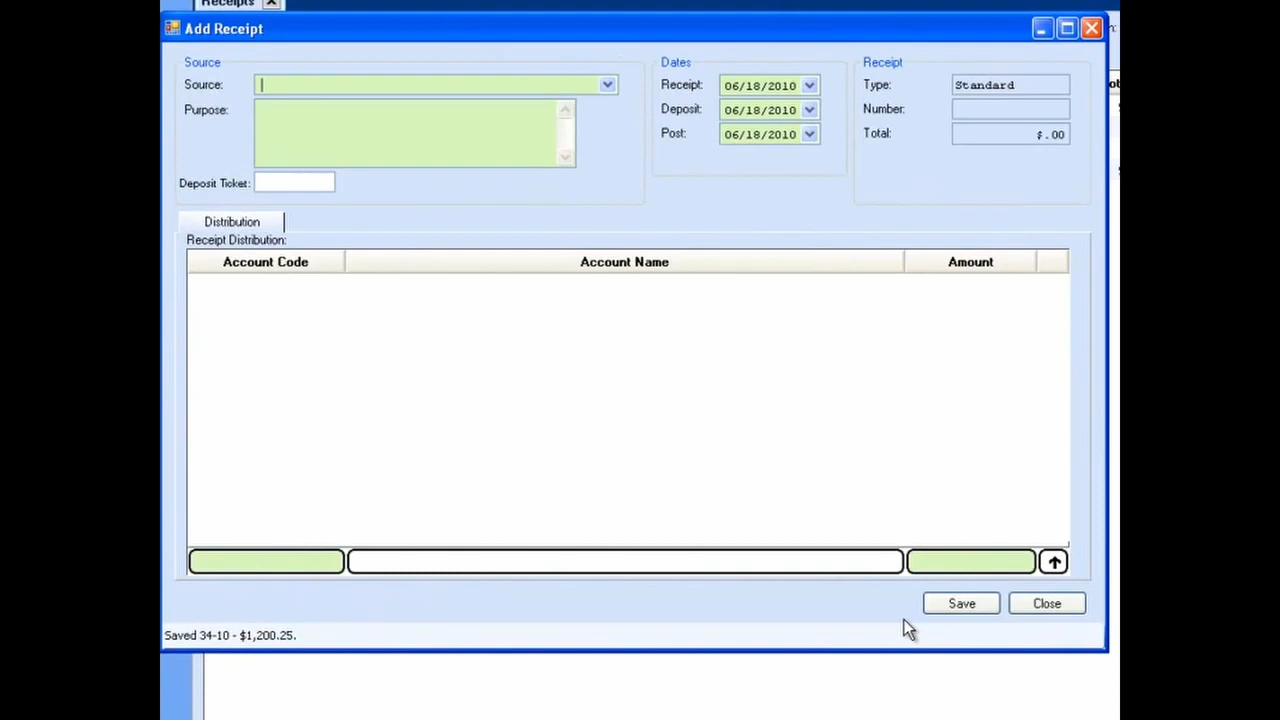 Receipts
Add Receipt
Source
Source:
Purpose:
Deposit Ticket:
Dates
Receipt: 06/18/2010
Deposit: 06/18/2010
Post: 06/18/2010
Receipt
Type: Standard
Number:
Total: $.00
Distribution
Receipt Distribution:
Account Code Account Name Amount
Save Close
Saved 34-10 - $1,200.25.